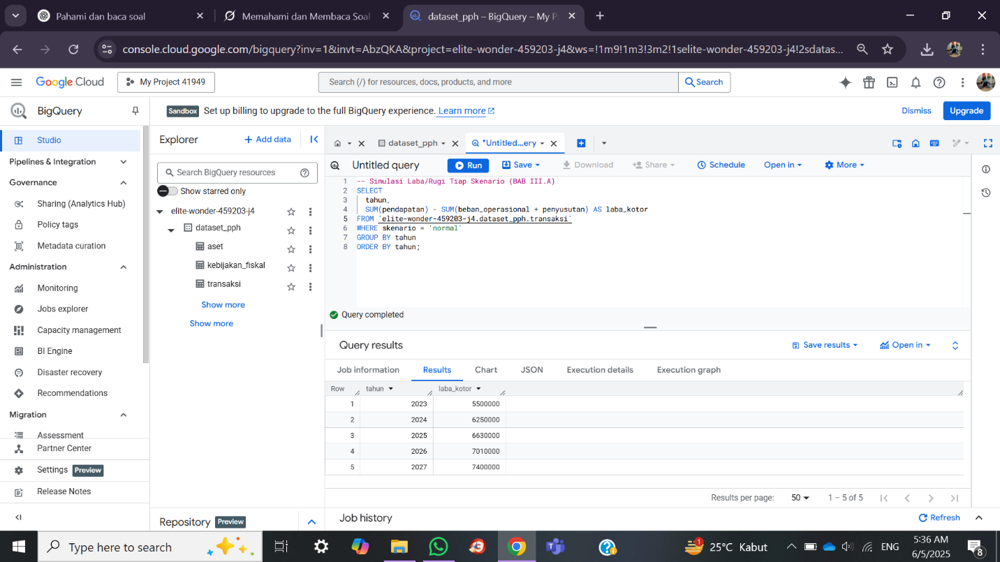 Pahami dan baca soal
Memahami dan Membaca Soal
dataset_pph – BigQuery – My P
console.cloud.google.com/bigquery?inv=1&invt=AbzQKA&project=elite-wonder-459203-j4&ws=!1m9!1m3!3m2!1selite-wonder-459203-j4!2sdatas...
Google Cloud
My Project 41949
Search (/) for resources, docs, products, and more
Search
BigQuery
Sandbox Set up billing to upgrade to the full BigQuery experience. Learn more
Dismiss
Upgrade
Studio
Pipelines & Integration
Governance
Sharing (Analytics Hub)
Policy tags
Metadata curation
Administration
Monitoring
Jobs explorer
Capacity management
BI Engine
Disaster recovery
Recommendations
Migration
Assessment
Partner Center
Settings Preview
Release Notes
Explorer
+ Add data
Search BigQuery resources
Show starred only
elite-wonder-459203-j4
dataset_pph
aset
kebijakan_fiskal
transaksi
Show more
Show more
Repository Preview
dataset_pph
*Untitled...ery
Untitled query
Run
Save
Download
Share
Schedule
Open in
More
1 -- Simulasi Laba/Rugi Tiap Skenario (BAB III.A)
2 SELECT
3 tahun,
4 SUM(pendapatan) - SUM(beban_operasional + penyusutan) AS laba_kotor
5 FROM `elite-wonder-459203-j4.dataset_pph.transaksi`
6 WHERE skenario = 'normal'
7 GROUP BY tahun
8 ORDER BY tahun;
Query completed
Query results
Save results
Open in
Job information
Results
Chart
JSON
Execution details
Execution graph
Row tahun laba_kotor
1 2023 5500000
2 2024 6250000
3 2025 6630000
4 2026 7010000
5 2027 7400000
Results per page: 50 1 – 5 of 5
Job history
Refresh
Type here to search
1
25°C Kabut
ENG
5:36 AM
6/5/2025
8